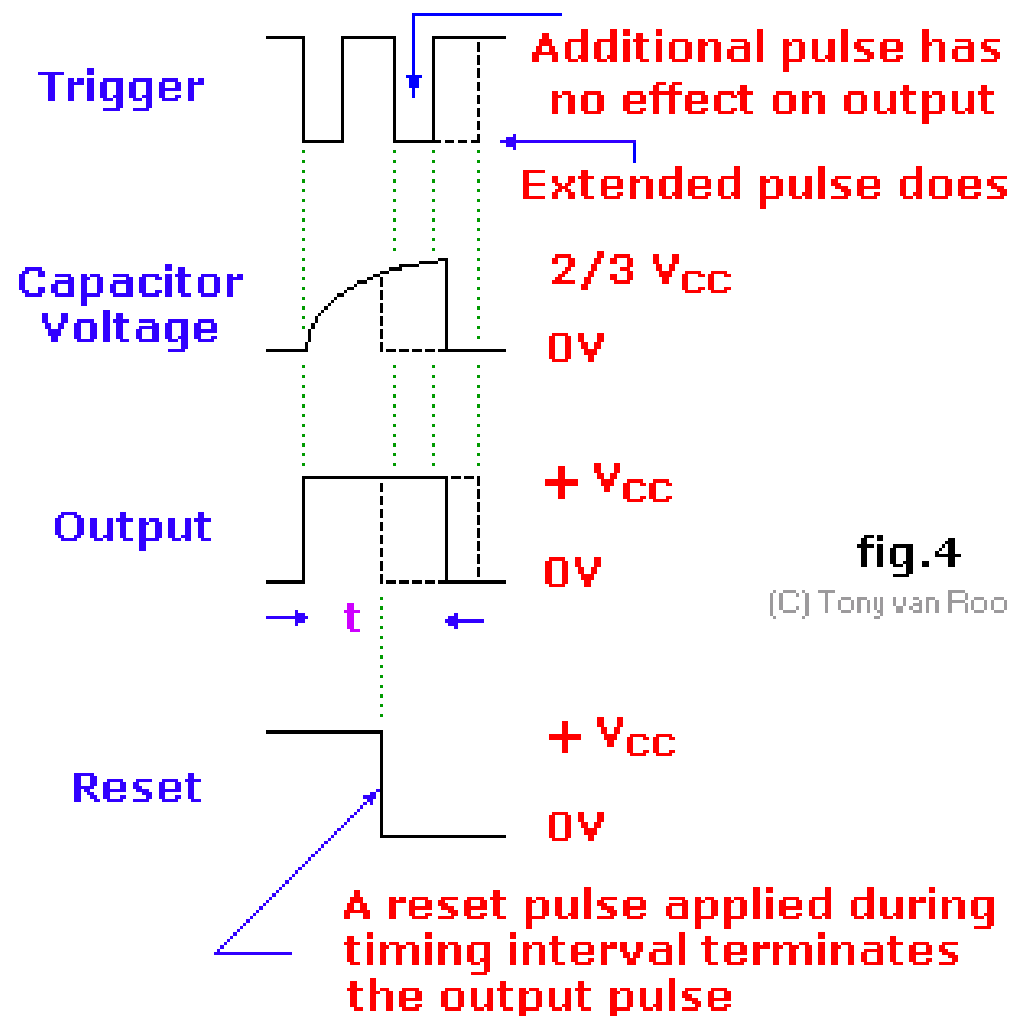 Trigger
Additional pulse has
no effect on output
Extended pulse does
Capacitor
Voltage
2/3 VCC
0V
Output
+ VCC
0V
t
fig.4
(C) Tony van Roo
Reset
+ VCC
0V
A reset pulse applied during
timing interval terminates
the output pulse